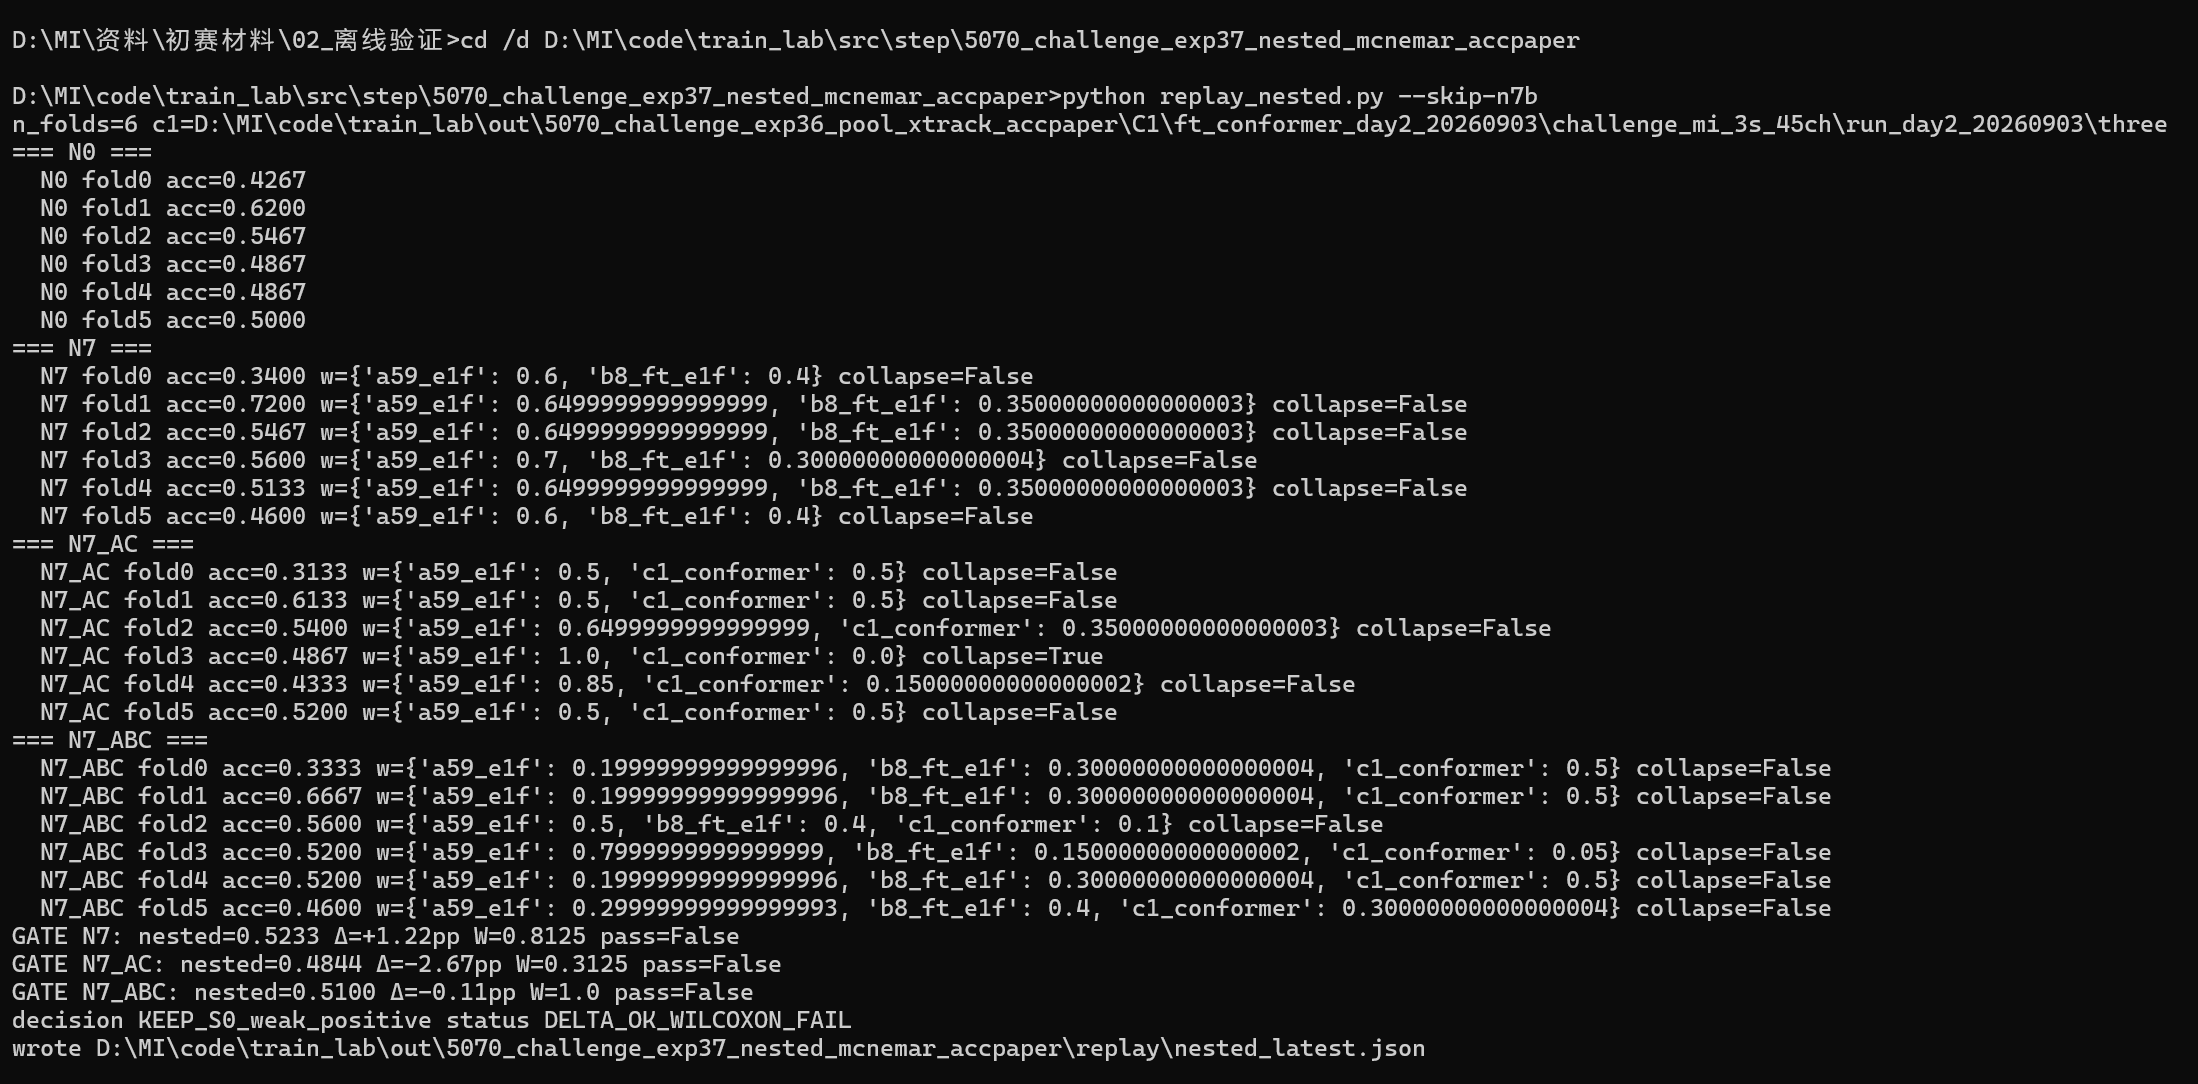 D:\MI\资料\初赛材料\02_离线验证>cd /d D:\MI\code\train_lab\src\step\5070_challenge_exp37_nested_mcnemar_accpaper
D:\MI\code\train_lab\src\step\5070_challenge_exp37_nested_mcnemar_accpaper>python replay_nested.py --skip-n7b
n_folds=6 c1=D:\MI\code\train_lab\out\5070_challenge_exp36_pool_xtrack_accpaper\C1\ft_conformer_day2_20260903\challenge_mi_3s_45ch\run_day2_20260903\three
=== N0 ===
  N0 fold0 acc=0.4267
  N0 fold1 acc=0.6200
  N0 fold2 acc=0.5467
  N0 fold3 acc=0.4867
  N0 fold4 acc=0.4867
  N0 fold5 acc=0.5000
=== N7 ===
  N7 fold0 acc=0.3400 w={'a59_e1f': 0.6, 'b8_ft_e1f': 0.4} collapse=False
  N7 fold1 acc=0.7200 w={'a59_e1f': 0.6499999999999999, 'b8_ft_e1f': 0.35000000000000003} collapse=False
  N7 fold2 acc=0.5467 w={'a59_e1f': 0.6499999999999999, 'b8_ft_e1f': 0.35000000000000003} collapse=False
  N7 fold3 acc=0.5600 w={'a59_e1f': 0.7, 'b8_ft_e1f': 0.30000000000000004} collapse=False
  N7 fold4 acc=0.5133 w={'a59_e1f': 0.6499999999999999, 'b8_ft_e1f': 0.35000000000000003} collapse=False
  N7 fold5 acc=0.4600 w={'a59_e1f': 0.6, 'b8_ft_e1f': 0.4} collapse=False
=== N7_AC ===
  N7_AC fold0 acc=0.3133 w={'a59_e1f': 0.5, 'c1_conformer': 0.5} collapse=False
  N7_AC fold1 acc=0.6133 w={'a59_e1f': 0.5, 'c1_conformer': 0.5} collapse=False
  N7_AC fold2 acc=0.5400 w={'a59_e1f': 0.6499999999999999, 'c1_conformer': 0.35000000000000003} collapse=False
  N7_AC fold3 acc=0.4867 w={'a59_e1f': 1.0, 'c1_conformer': 0.0} collapse=True
  N7_AC fold4 acc=0.4333 w={'a59_e1f': 0.85, 'c1_conformer': 0.15000000000000002} collapse=False
  N7_AC fold5 acc=0.5200 w={'a59_e1f': 0.5, 'c1_conformer': 0.5} collapse=False
=== N7_ABC ===
  N7_ABC fold0 acc=0.3333 w={'a59_e1f': 0.19999999999999996, 'b8_ft_e1f': 0.30000000000000004, 'c1_conformer': 0.5} collapse=False
  N7_ABC fold1 acc=0.6667 w={'a59_e1f': 0.19999999999999996, 'b8_ft_e1f': 0.30000000000000004, 'c1_conformer': 0.5} collapse=False
  N7_ABC fold2 acc=0.5600 w={'a59_e1f': 0.5, 'b8_ft_e1f': 0.4, 'c1_conformer': 0.1} collapse=False
  N7_ABC fold3 acc=0.5200 w={'a59_e1f': 0.7999999999999999, 'b8_ft_e1f': 0.15000000000000002, 'c1_conformer': 0.05} collapse=False
  N7_ABC fold4 acc=0.5200 w={'a59_e1f': 0.19999999999999996, 'b8_ft_e1f': 0.30000000000000004, 'c1_conformer': 0.5} collapse=False
  N7_ABC fold5 acc=0.4600 w={'a59_e1f': 0.29999999999999993, 'b8_ft_e1f': 0.4, 'c1_conformer': 0.30000000000000004} collapse=False
GATE N7: nested=0.5233 Δ=+1.22pp W=0.8125 pass=False
GATE N7_AC: nested=0.4844 Δ=-2.67pp W=0.3125 pass=False
GATE N7_ABC: nested=0.5100 Δ=-0.11pp W=1.0 pass=False
decision KEEP_S0_weak_positive status DELTA_OK_WILCOXON_FAIL
wrote D:\MI\code\train_lab\out\5070_challenge_exp37_nested_mcnemar_accpaper\replay\nested_latest.json